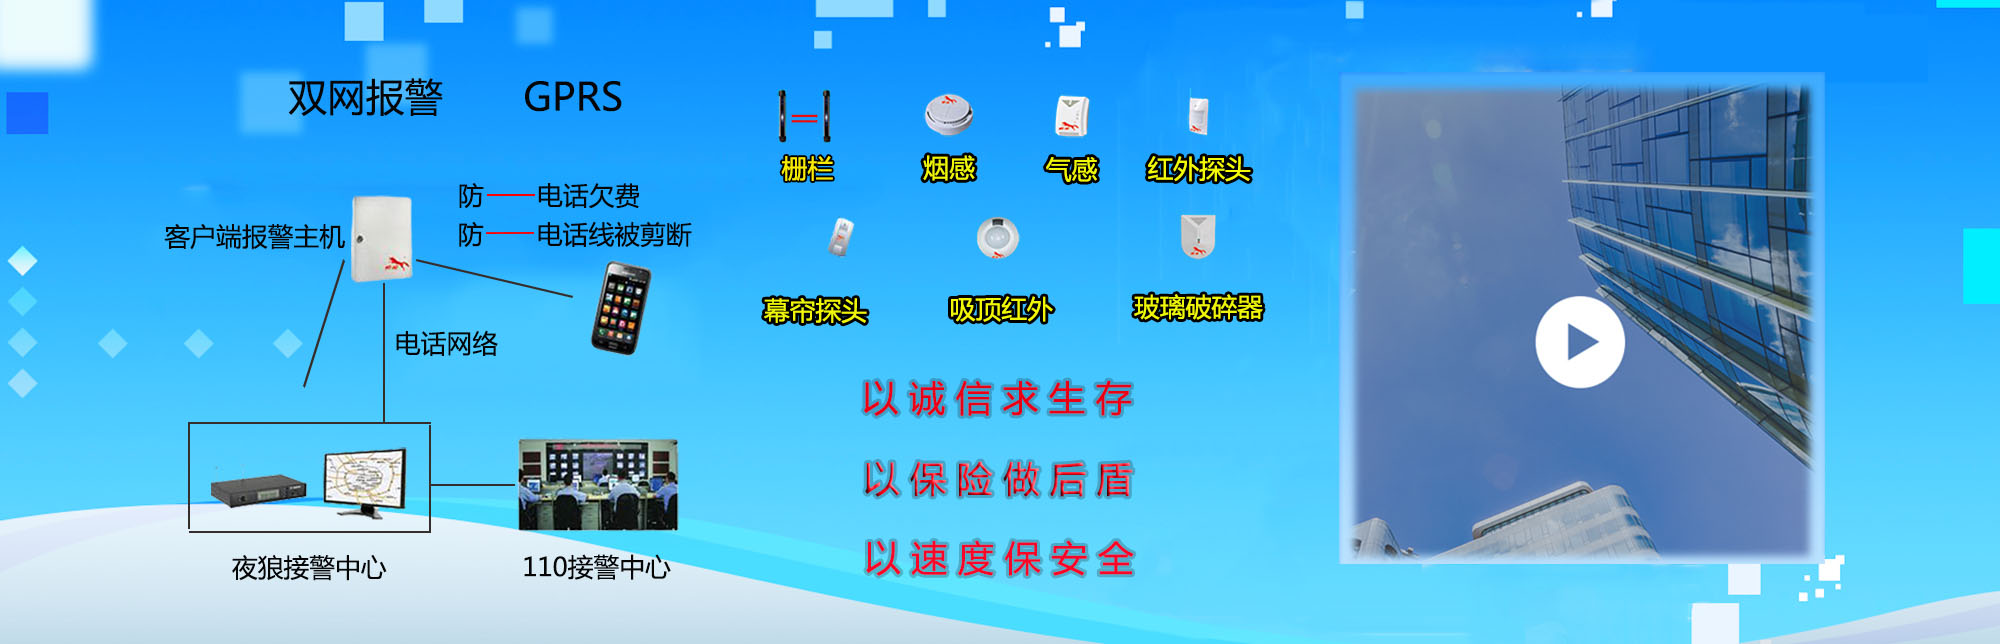 双网报警 GPRS
防——电话欠费
防——电话线被剪断
客户端报警主机
电话网络
夜狼接警中心
110接警中心
栅栏 烟感 气感 红外探头
幕帘探头 吸顶红外 玻璃破碎器
以诚信求生存
以保险做后盾
以速度保安全